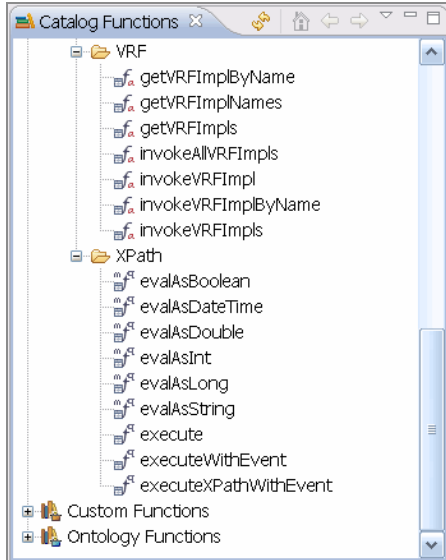 Catalog Functions
VRF
getVRFImplByName
getVRFImplNames
getVRFImpls
invokeAllVRFImpls
invokeVRFImpl
invokeVRFImplByName
invokeVRFImpls
XPath
evalAsBoolean
evalAsDateTime
evalAsDouble
evalAsInt
evalAsLong
evalAsString
execute
executeWithEvent
executeXPathWithEvent
Custom Functions
Ontology Functions